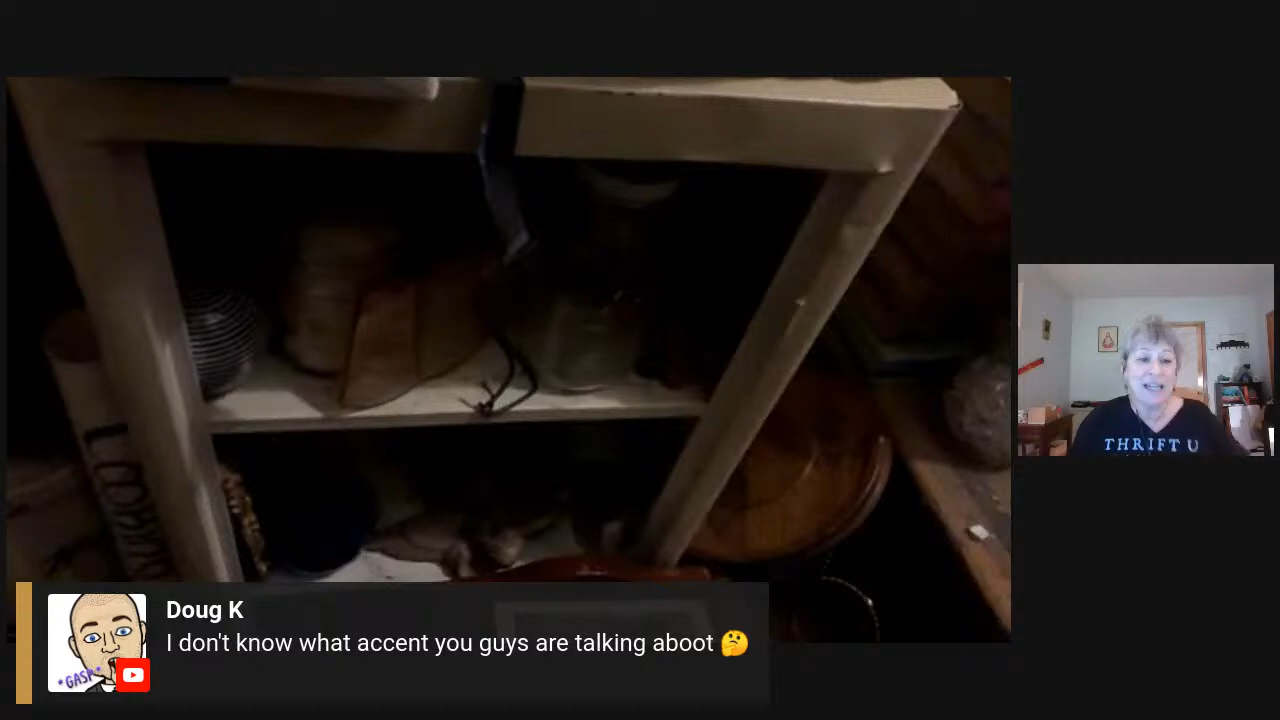 THRIFT U
Doug K
I don't know what accent you guys are talking aboot 🤔
*GASP*